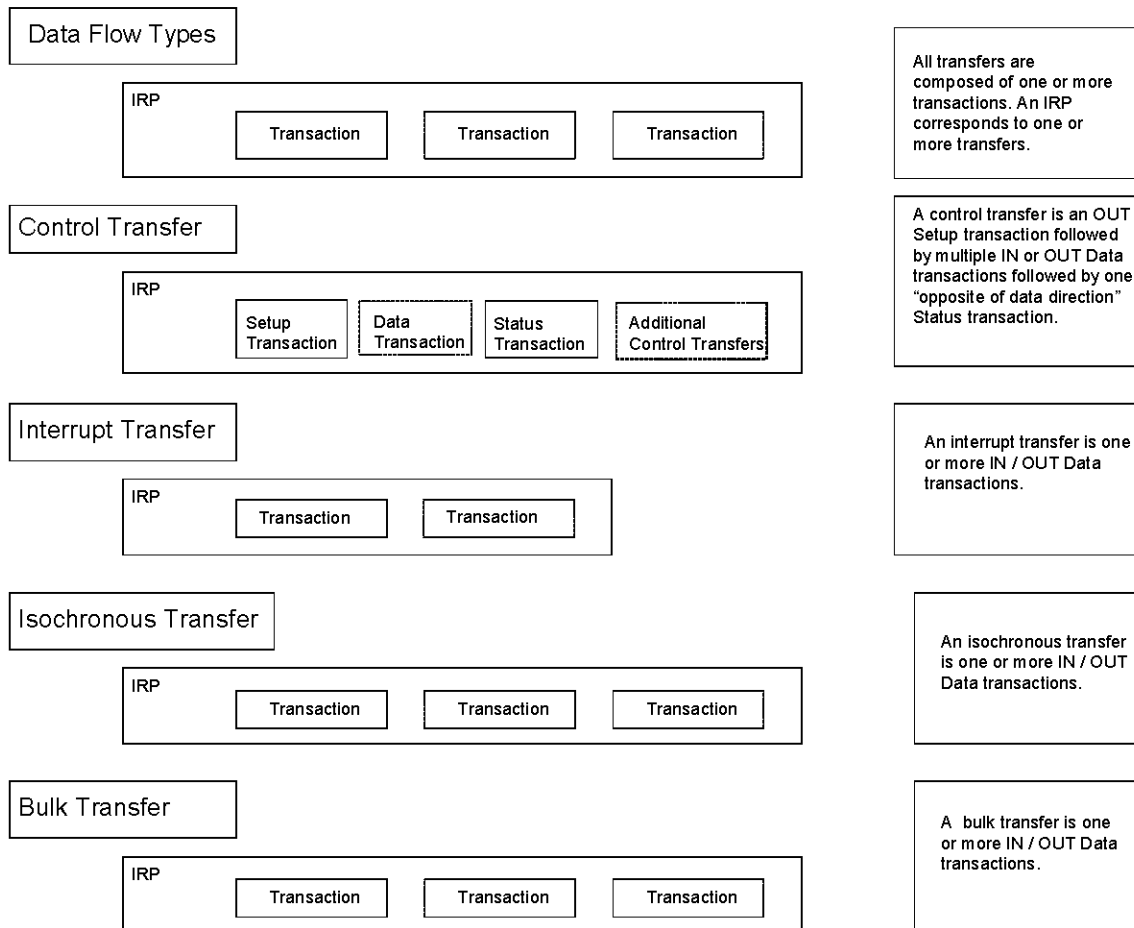 Data Flow Types
IRP
Transaction
Transaction
Transaction
All transfers are
composed of one or more
transactions. An IRP
corresponds to one or
more transfers.
Control Transfer
IRP
Setup
Transaction
Data
Transaction
Status
Transaction
Additional
Control Transfers
A control transfer is an OUT
Setup transaction followed
by multiple IN or OUT Data
transactions followed by one
“opposite of data direction”
Status transaction.
Interrupt Transfer
IRP
Transaction
Transaction
An interrupt transfer is one
or more IN / OUT Data
transactions.
Isochronous Transfer
IRP
Transaction
Transaction
Transaction
An isochronous transfer
is one or more IN / OUT
Data transactions.
Bulk Transfer
IRP
Transaction
Transaction
Transaction
A bulk transfer is one
or more IN / OUT Data
transactions.